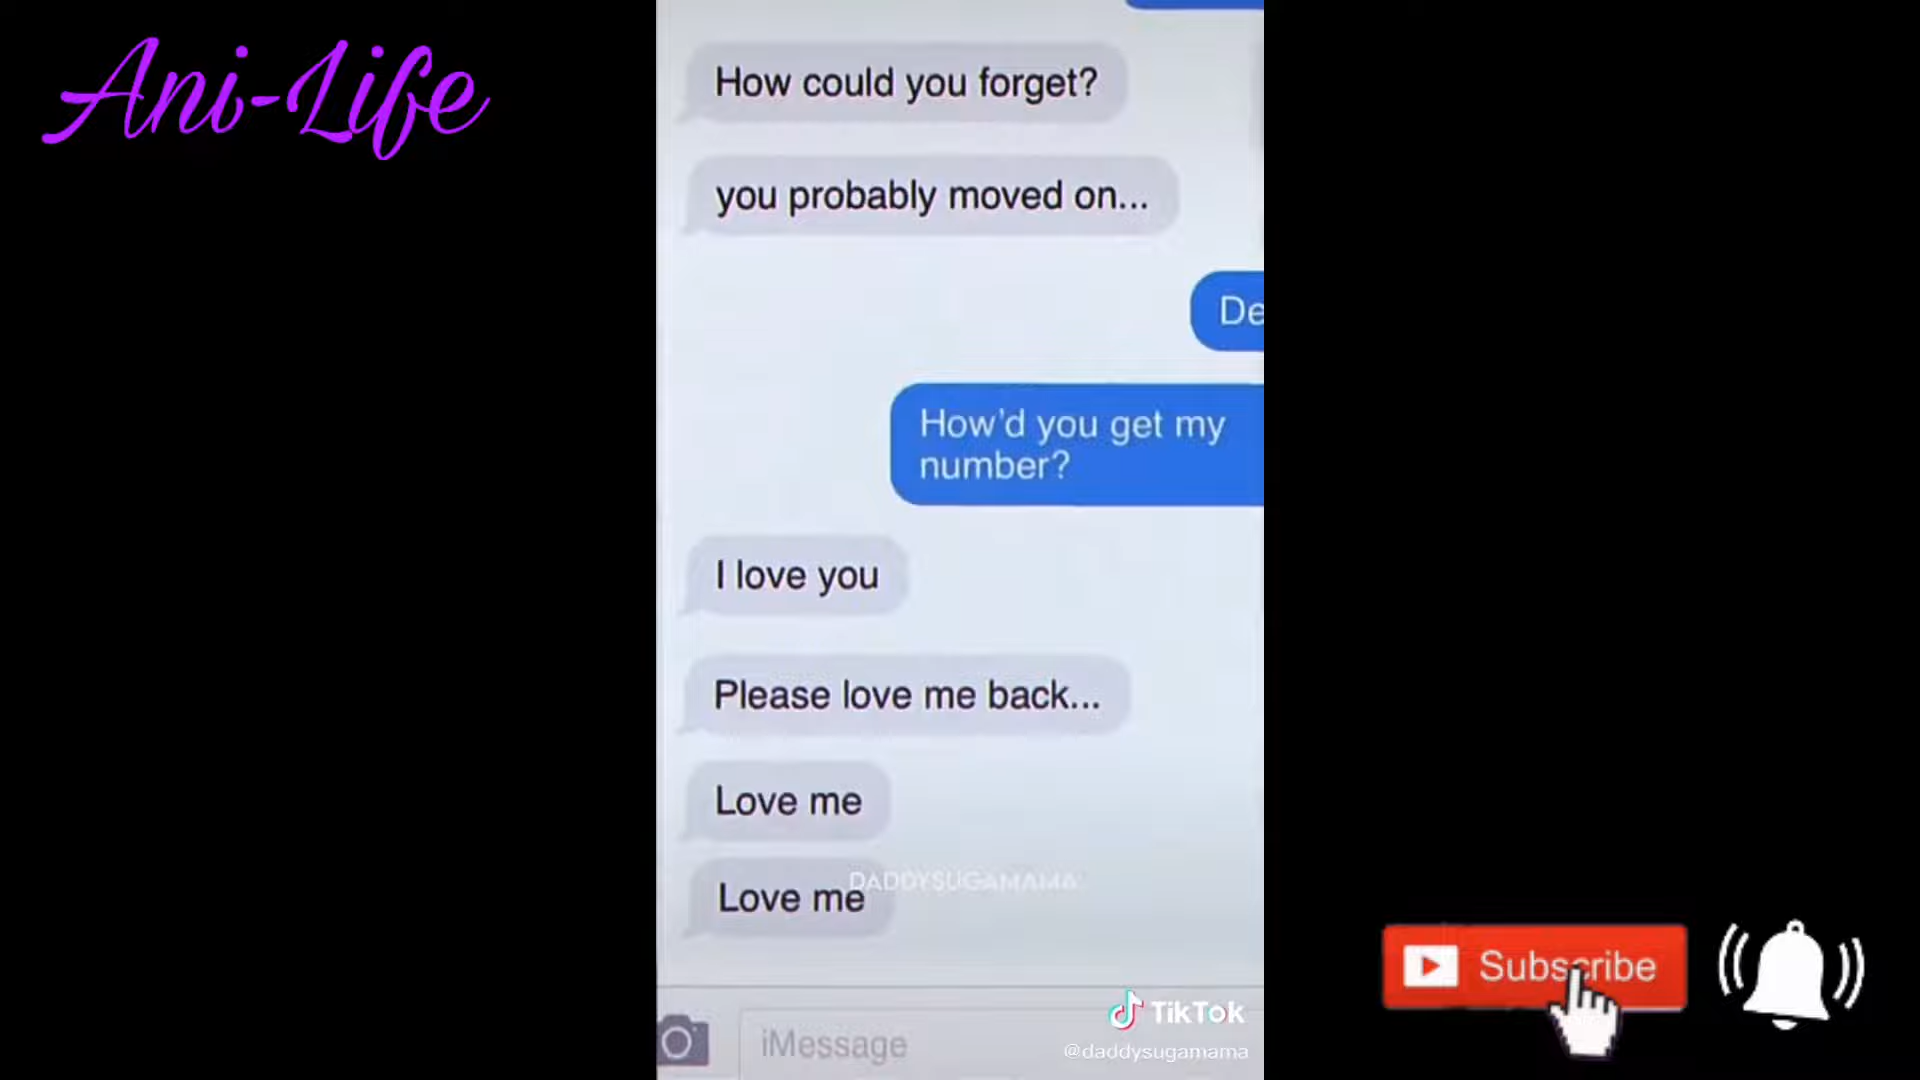 Ani-Life
How could you forget?
you probably moved on...
De
How'd you get my
number?
I love you
Please love me back...
Love me
DADDYSUGAMAMA
Love me
TikTok
iMessage
@daddysugamama
Subscribe